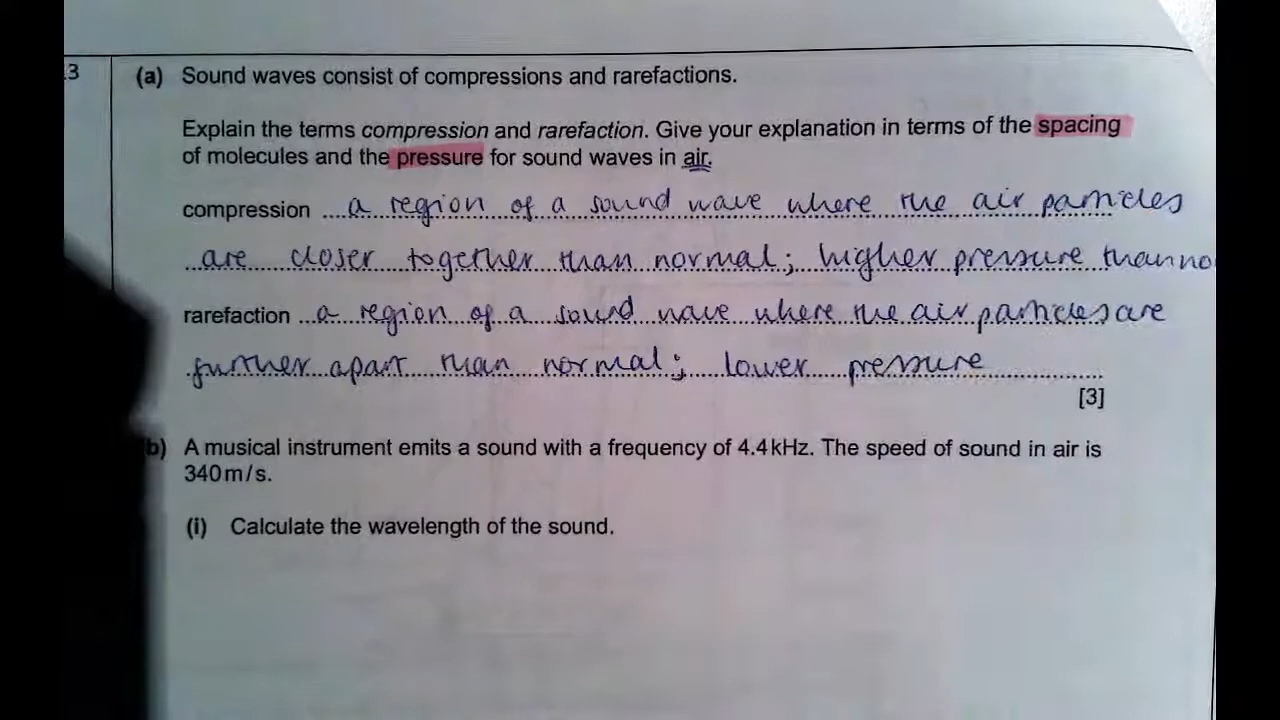 3
(a) Sound waves consist of compressions and rarefactions.
Explain the terms compression and rarefaction. Give your explanation in terms of the spacing
of molecules and the pressure for sound waves in air.
compression a region of a sound wave where the air particles
are closer together than normal; higher pressure than no
rarefaction a region of a sound wave where the air particles are
further apart than normal; lower pressure
[3]
b) A musical instrument emits a sound with a frequency of 4.4 kHz. The speed of sound in air is
340 m/s.
(i) Calculate the wavelength of the sound.